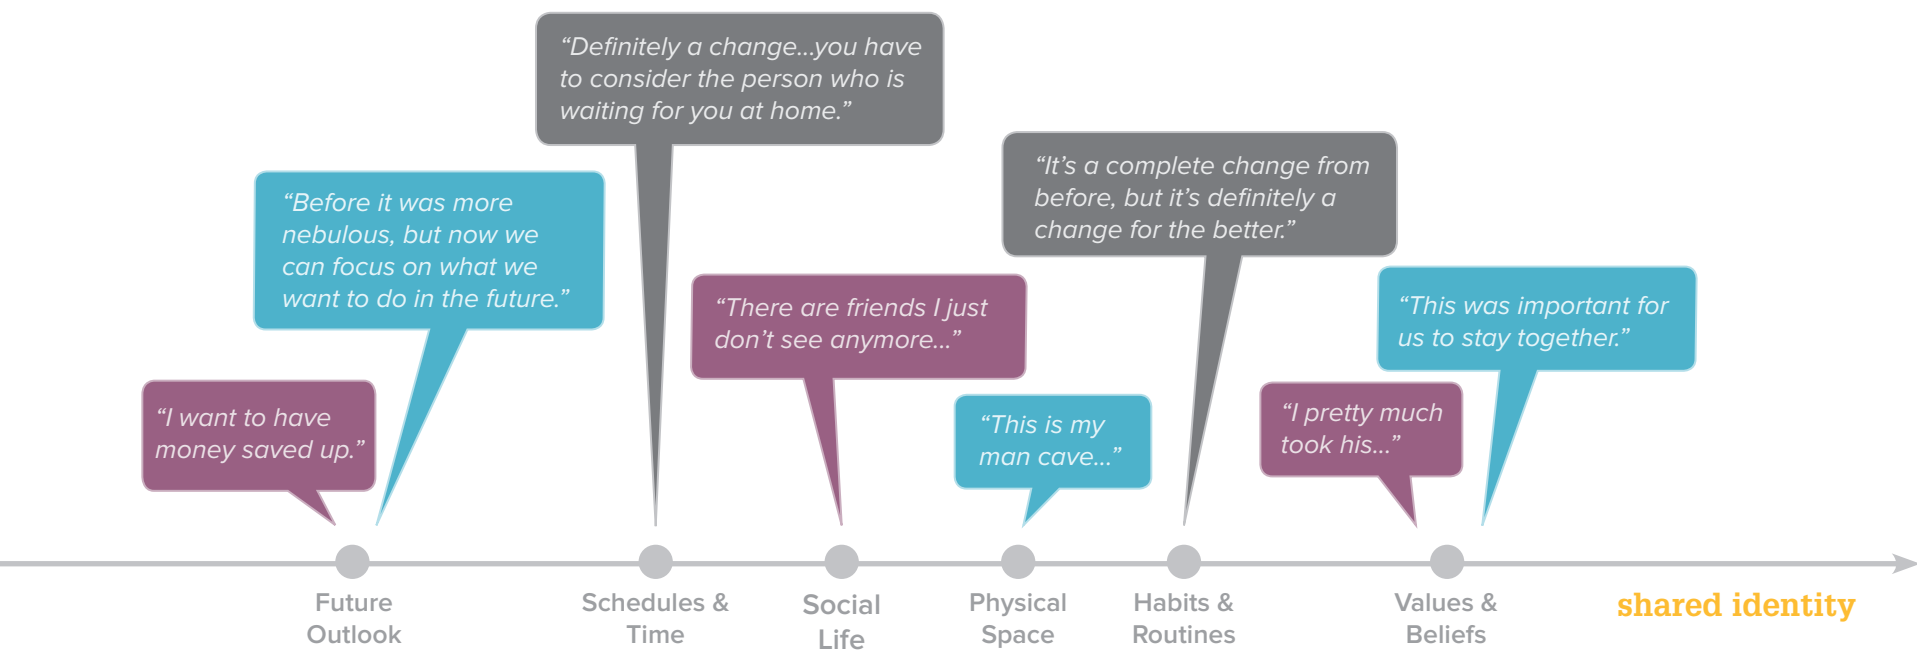 “Definitely a change...you have
to consider the person who is
waiting for you at home.”
“It’s a complete change from
before, but it’s definitely a
change for the better.”
“Before it was more
nebulous, but now we
can focus on what we
want to do in the future.”
“There are friends I just
don’t see anymore...”
“This was important for
us to stay together.”
“I want to have
money saved up.”
“This is my
man cave...”
“I pretty much
took his...”
Future
Outlook
Schedules &
Time
Social
Life
Physical
Space
Habits &
Routines
Values &
Beliefs
shared identity